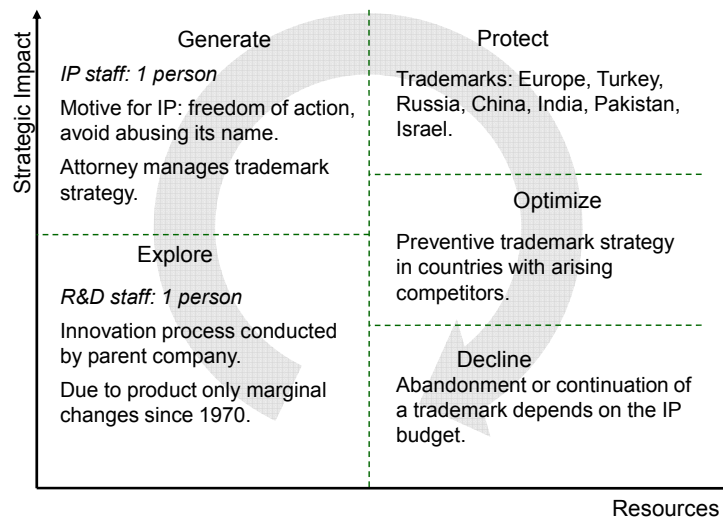 Strategic Impact
Generate
IP staff: 1 person
Motive for IP: freedom of action,
avoid abusing its name.
Attorney manages trademark
strategy.
Protect
Trademarks: Europe, Turkey,
Russia, China, India, Pakistan,
Israel.
Optimize
Preventive trademark strategy
in countries with arising
competitors.
Explore
R&D staff: 1 person
Innovation process conducted
by parent company.
Due to product only marginal
changes since 1970.
Decline
Abandonment or continuation of
a trademark depends on the IP
budget.
Resources